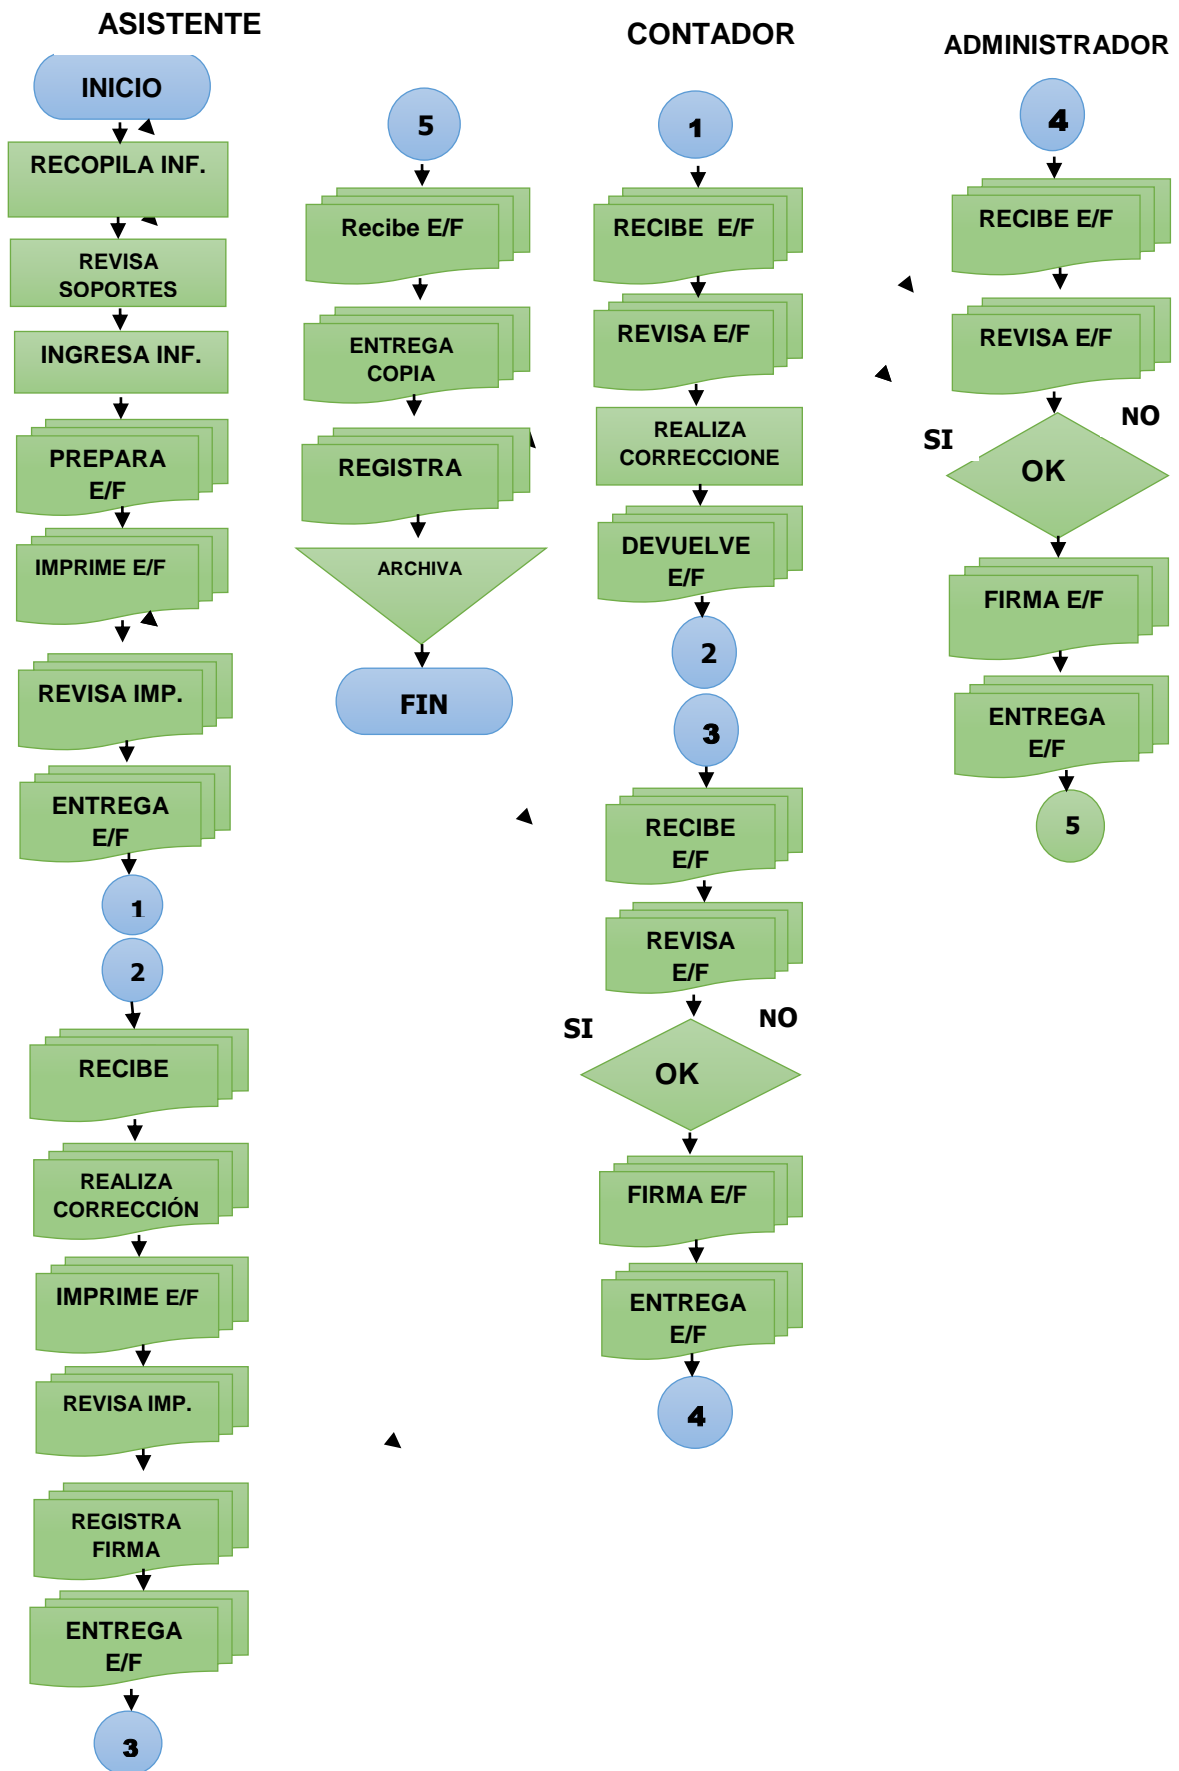 ASISTENTE
INICIO
RECOPILA INF.
REVISA
SOPORTES
INGRESA INF.
PREPARA
E/F
IMPRIME E/F
REVISA IMP.
ENTREGA
E/F
1
2
RECIBE
REALIZA
CORRECCIÓN
IMPRIME E/F
REVISA IMP.
REGISTRA
FIRMA
ENTREGA
E/F
3
5
Recibe E/F
ENTREGA
COPIA
REGISTRA
ARCHIVA
FIN
CONTADOR
1
RECIBE E/F
REVISA E/F
REALIZA
CORRECCIONE
DEVUELVE
E/F
2
3
RECIBE
E/F
REVISA
E/F
SI
NO
OK
FIRMA E/F
ENTREGA
E/F
4
ADMINISTRADOR
4
RECIBE E/F
REVISA E/F
SI
NO
OK
FIRMA E/F
ENTREGA
E/F
5